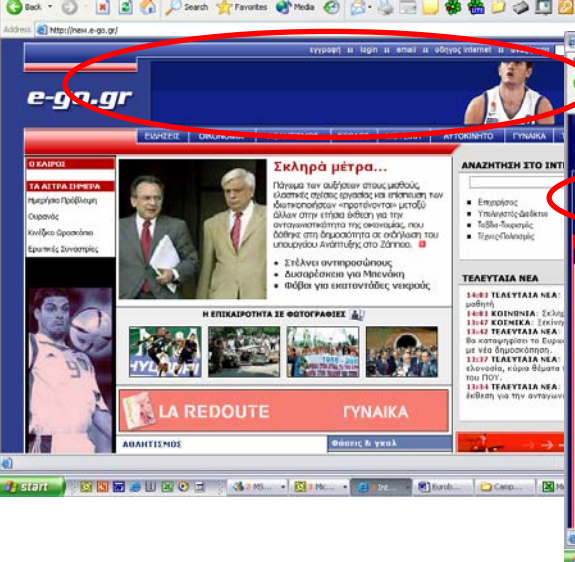 Back
Search
Favorites
Media
Address
http://new.e-go.gr/
εγγραφή :: login :: email :: οδηγος internet ::
e-go.gr
ΕΙΔΗΣΕΙΣ
ΑΥΤΟΚΙΝΗΤΟ
ΓΥΝΑΙΚΑ
Ο ΚΑΙΡΟΣ
ΤΑ ΑΣΤΡΑ ΣΗΜΕΡΑ
Ημερήσια Πρόβλεψη
Ουρανός
Κινέζικο Ωροσκόπιο
Ερωτικές Συναστρίες
Σκληρά μέτρα...
Πάγωμα των αυξήσεων στους μισθούς,
ελαστικές σχέσεις εργασίας και επίσπευση των
ιδιωτικοποιήσεων «προτείνονται» μεταξύ
άλλων στην ετήσια έκθεση για την
ανταγωνιστικότητα της οικονομίας, που
δόθηκε στη δημοσιότητα σε εκδήλωση του
υπουργείου Ανάπτυξης στο Ζάππειο.
• Στέλνει αντιπροσώπους
• Δυσαρέσκεια για Μπενάκη
• Φόβοι για εκατοντάδες νεκρούς
Η ΕΠΙΚΑΙΡΟΤΗΤΑ ΣΕ ΦΩΤΟΓΡΑΦΙΕΣ
HYUNDAI
LA REDOUTE
ΓΥΝΑΙΚΑ
ΑΘΛΗΤΙΣΜΟΣ
Φάσεις & γκολ
ΑΝΑΖΗΤΗΣΗ ΣΤΟ
Επιχειρήσεις
Υπολογιστές-Διαδίκτυο
Ταξίδια-Τουρισμός
Τέχνες-Πολιτισμός
ΤΕΛΕΥΤΑΙΑ ΝΕΑ
14:03 ΤΕΛΕΥΤΑΙΑ ΝΕΑ:
μαθητή
14:01 ΚΟΙΝΩΝΙΑ:
13:47 ΚΟΣΜΙΚΑ:
13:42 ΤΕΛΕΥΤΑΙΑ ΝΕΑ:
θα καταψηφίσει το
με νέα δημοσκόπηση.
13:37 ΤΕΛΕΥΤΑΙΑ ΝΕΑ:
ελονοσία, κύρια θέματα
του ΠΟΥ.
13:34 ΤΕΛΕΥΤΑΙΑ ΝΕΑ:
έκθεση για την
start